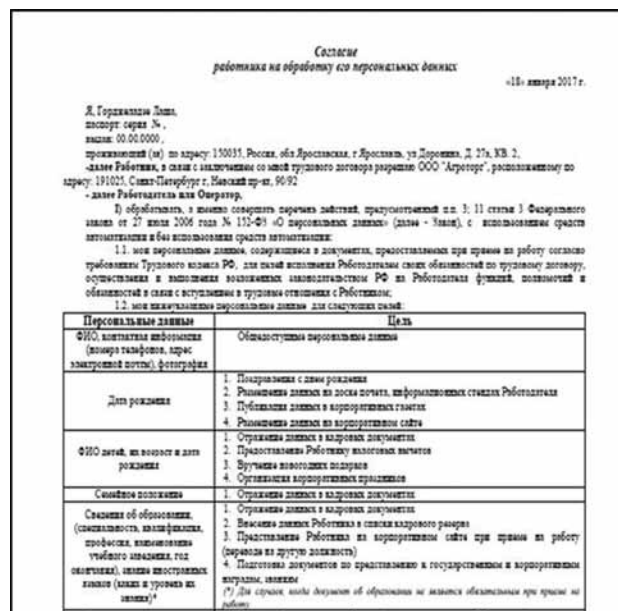 Согласие
работника на обработку его персональных данных
«18» января 2017 г.
Я, Горджеладзе Лаша,
паспорт: серия № ,
выдан: 00.00.0000 ,
проживающий (ая) по адресу: 150035, Россия, обл Ярославская, г Ярославль, ул Доронина, Д. 27а, КВ. 2,
-далее Работник, в связи с заключением со мной трудового договора разрешаю ООО "Агроторг", расположенному по
адресу: 191025, Санкт-Петербург г, Невский пр-кт, 90/92
- далее Работодатель или Оператор,
I) обрабатывать, а именно совершать перечень действий, предусмотренный п.п. 3; 11 статьи 3 Федерального
закона от 27 июля 2006 года № 152-ФЗ «О персональных данных» (далее - Закон), с использованием средств
автоматизации и без использования средств автоматизации:
1.1. мои персональные данные, содержащиеся в документах, предоставляемых при приеме на работу согласно
требованиям Трудового кодекса РФ, для целей исполнения Работодателем своих обязанностей по трудовому договору,
осуществления и выполнения возложенных законодательством РФ на Работодателя функций, полномочий и
обязанностей в связи с вступлением в трудовые отношения с Работником;
1.2. мои нижеуказанные персональные данные для следующих целей:
Персональные данные Цель
ФИО, контактная информация
(номера телефонов, адрес
электронной почты), фотография
Общедоступные персональные данные
Дата рождения
1. Поздравления с днем рождения
2. Размещение данных на доске почета, информационных стендах Работодателя
3. Публикация данных в корпоративных газетах
4. Размещение данных на корпоративном сайте
ФИО детей, их возраст и дата
рождения
1. Отражение данных в кадровых документах
2. Предоставление Работнику налоговых вычетов
3. Вручение новогодних подарков
4. Организация корпоративных праздников
Семейное положение
1. Отражение данных в кадровых документах
Сведения об образовании,
(специальность, квалификация,
профессия, наименование
учебного заведения, год
окончания), знание иностранных
языков (каких и уровень их
знания)*
1. Отражение данных в кадровых документах
2. Внесение данных Работника в списки кадрового резерва
3. Представление Работника на корпоративном сайте при приеме на работу
(переводе на другую должность)
4. Подготовка документов по представлению к государственным и корпоративным
наградам, званиям
(*) Для случаев, когда документ об образовании не является обязательным при приеме на
работу